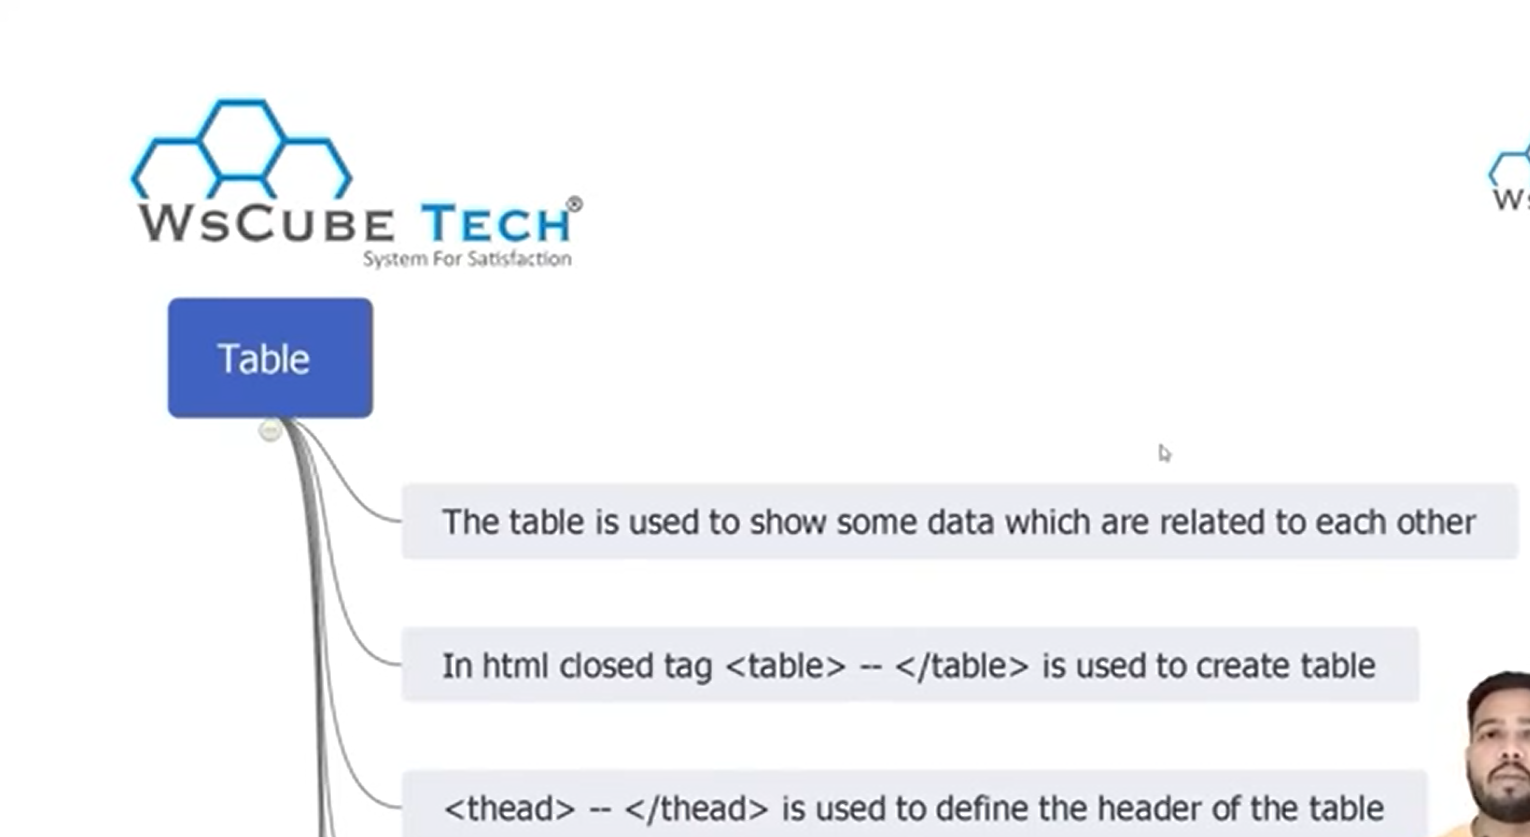 WsCube Tech®
System For Satisfaction
Table
The table is used to show some data which are related to each other
In html closed tag <table> -- </table> is used to create table
<thead> -- </thead> is used to define the header of the table